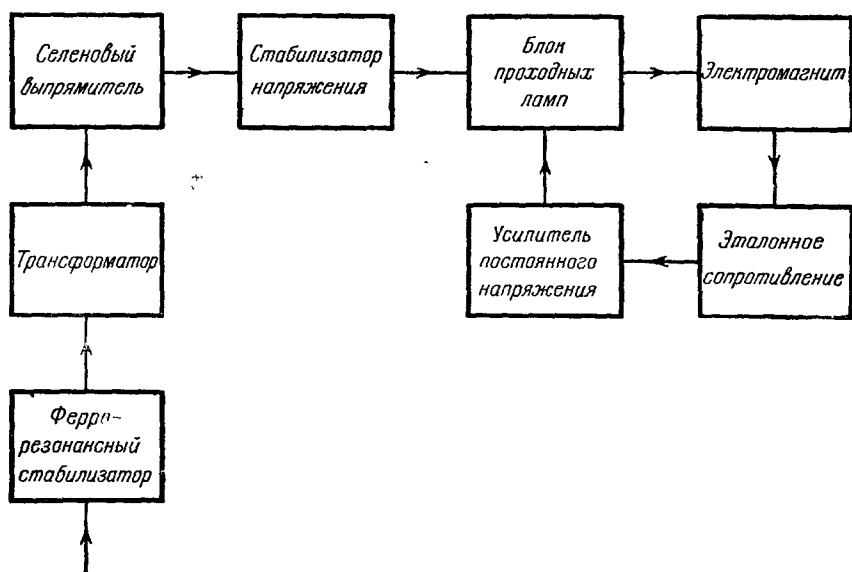 Селеновый
выпрямитель
Стабилизатор
напряжения
Блок
проходных
ламп
Электромагнит
Трансформатор
Усилитель
постоянного
напряжения
Эталонное
сопротивление
Ферро-
резонансный
стабилизатор